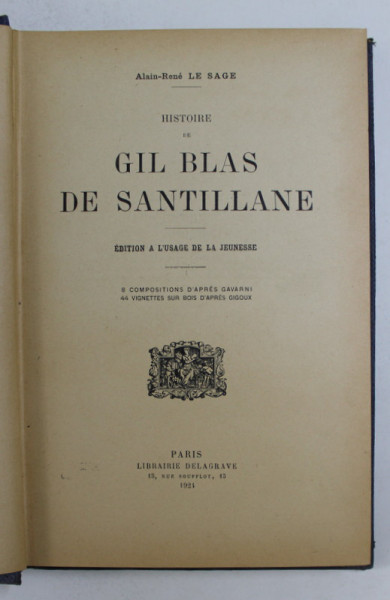 Alain-René LE SAGE
HISTOIRE
DE
GIL BLAS
DE SANTILLANE
ÉDITION A L'USAGE DE LA JEUNESSE
8 COMPOSITIONS D'APRÈS GAVARNI
44 VIGNETTES SUR BOIS D'APRÈS GIGOUX
PARIS
LIBRAIRIE DELAGRAVE
15, RUE SOUFFLOT, 15
1921